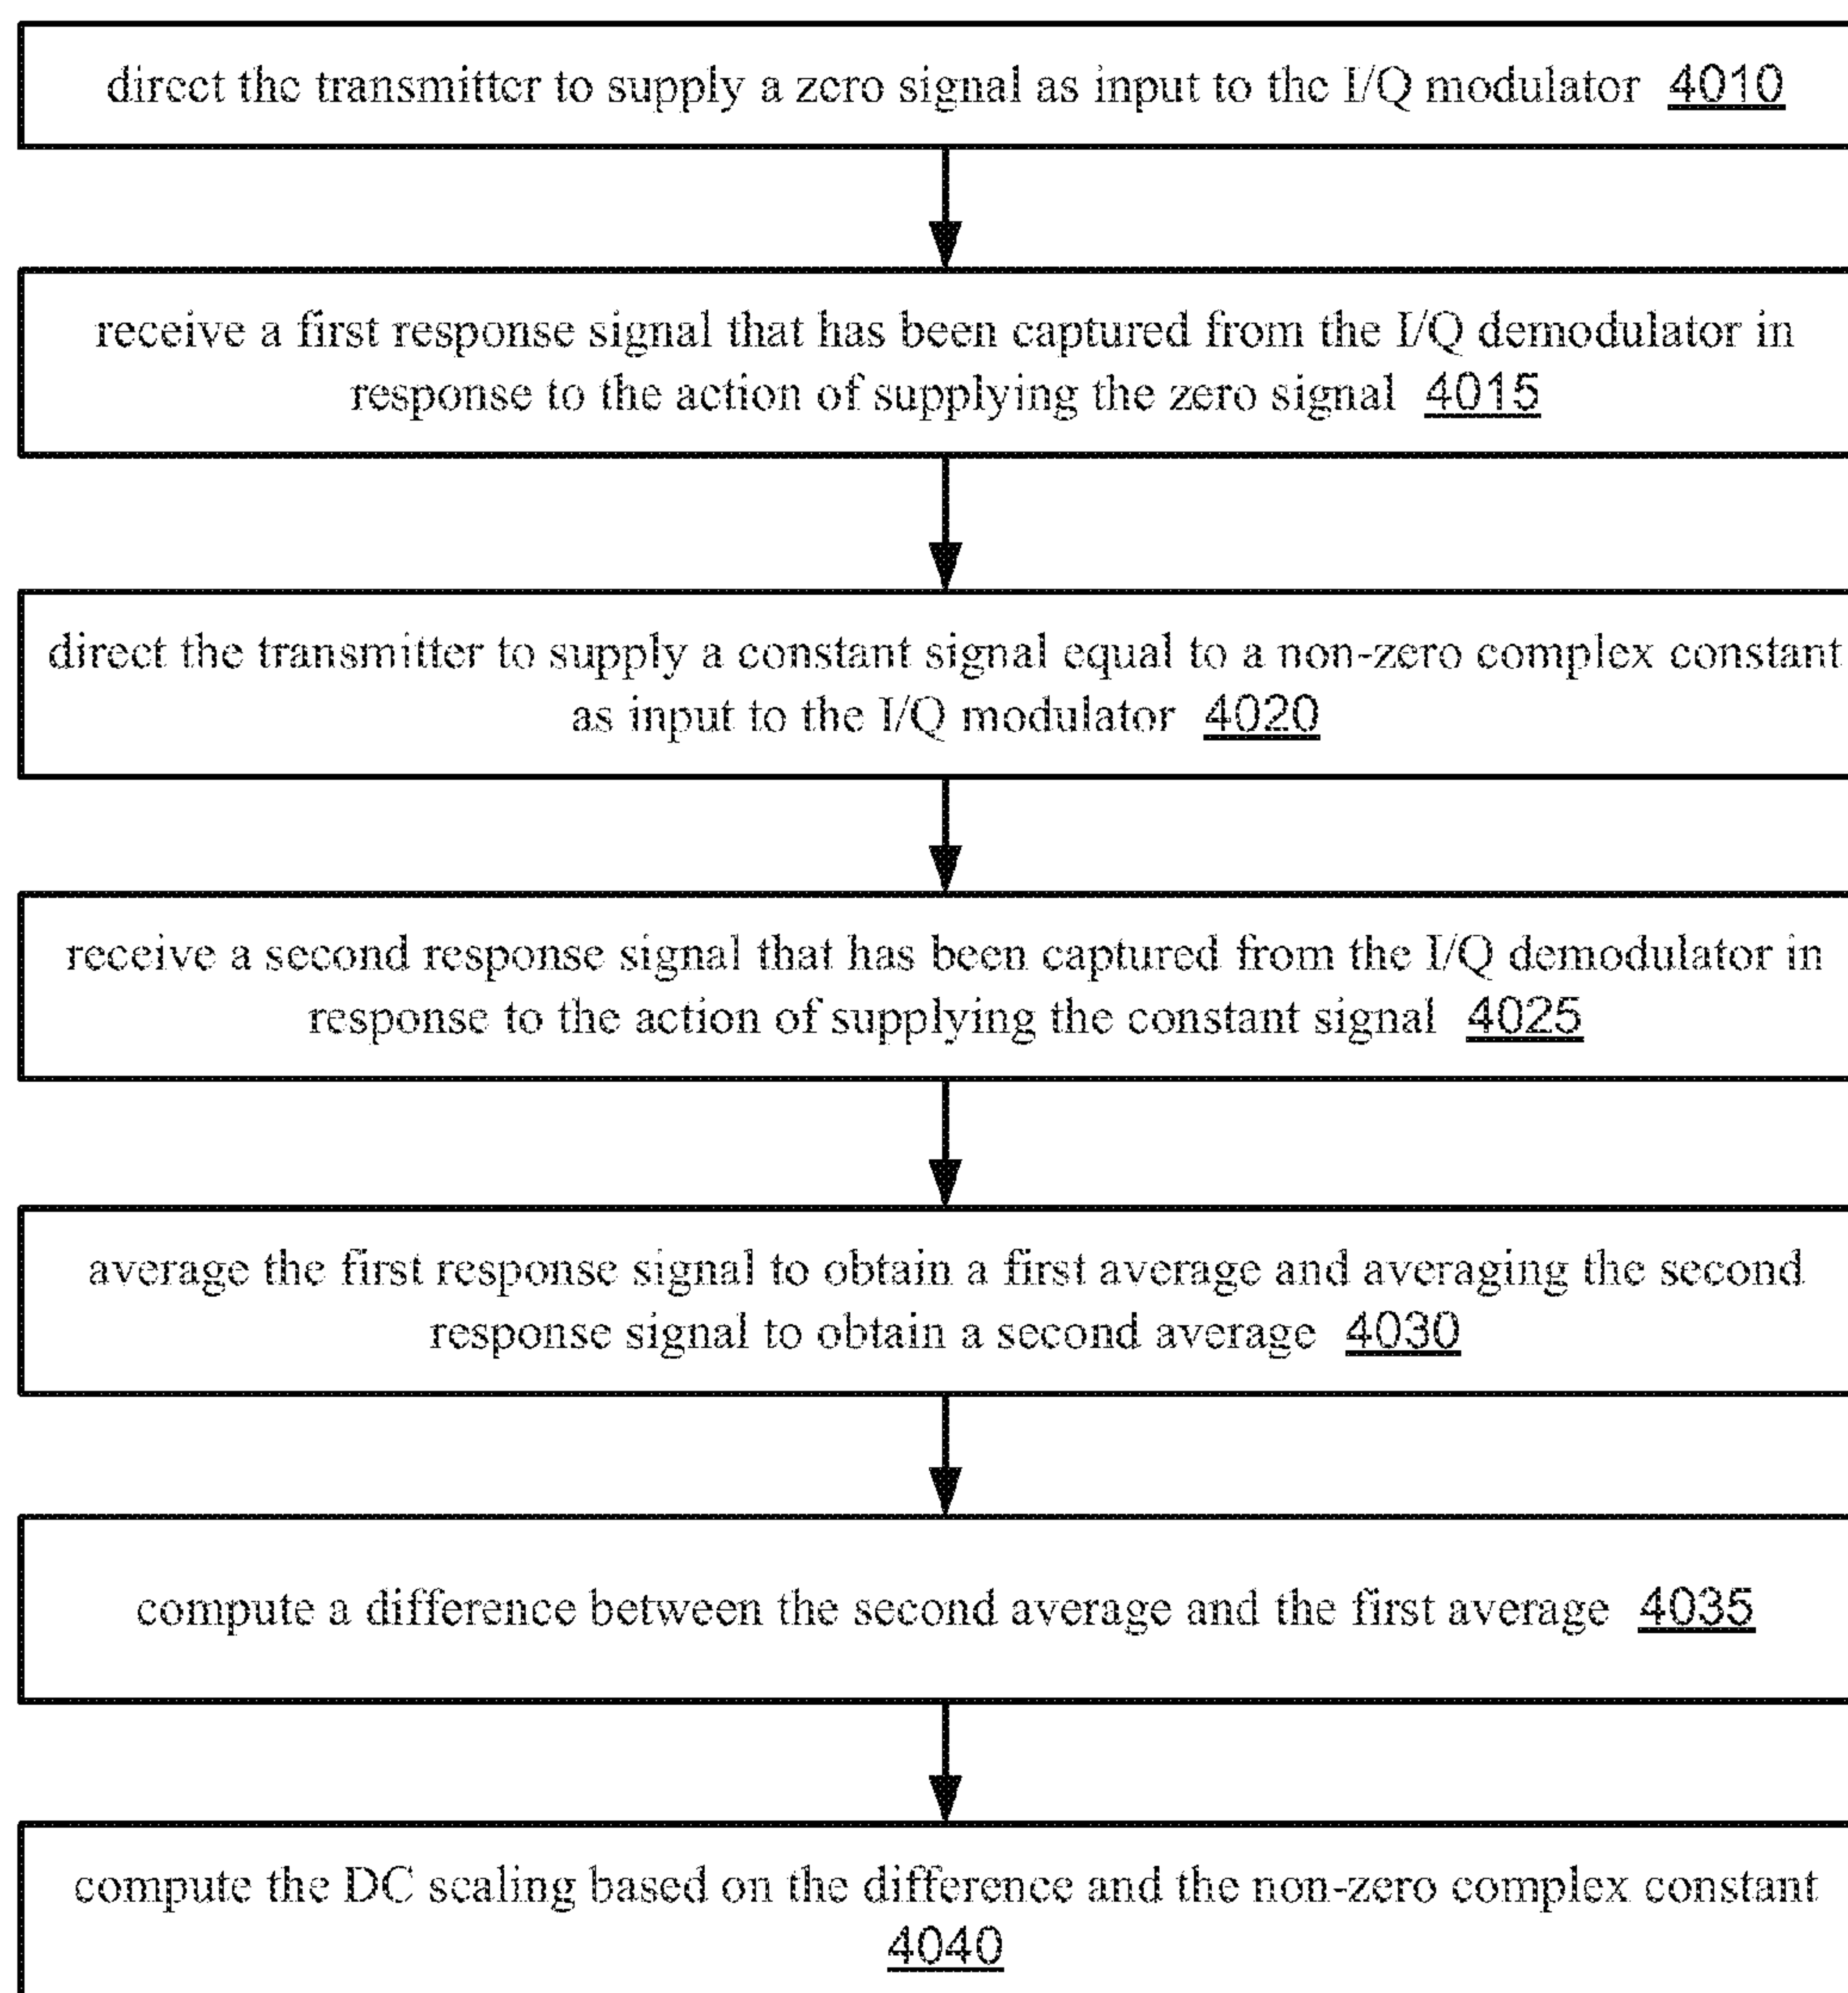 direct the transmitter to supply a zero signal as input to the I/Q modulator 4010
receive a first response signal that has been captured from the I/Q demodulator in
response to the action of supplying the zero signal 4015
direct the transmitter to supply a constant signal equal to a non-zero complex constant
as input to the I/Q modulator 4020
receive a second response signal that has been captured from the I/Q demodulator in
response to the action of supplying the constant signal 4025
average the first response signal to obtain a first average and averaging the second
response signal to obtain a second average 4030
compute a difference between the second average and the first average 4035
compute the DC scaling based on the difference and the non-zero complex constant
4040